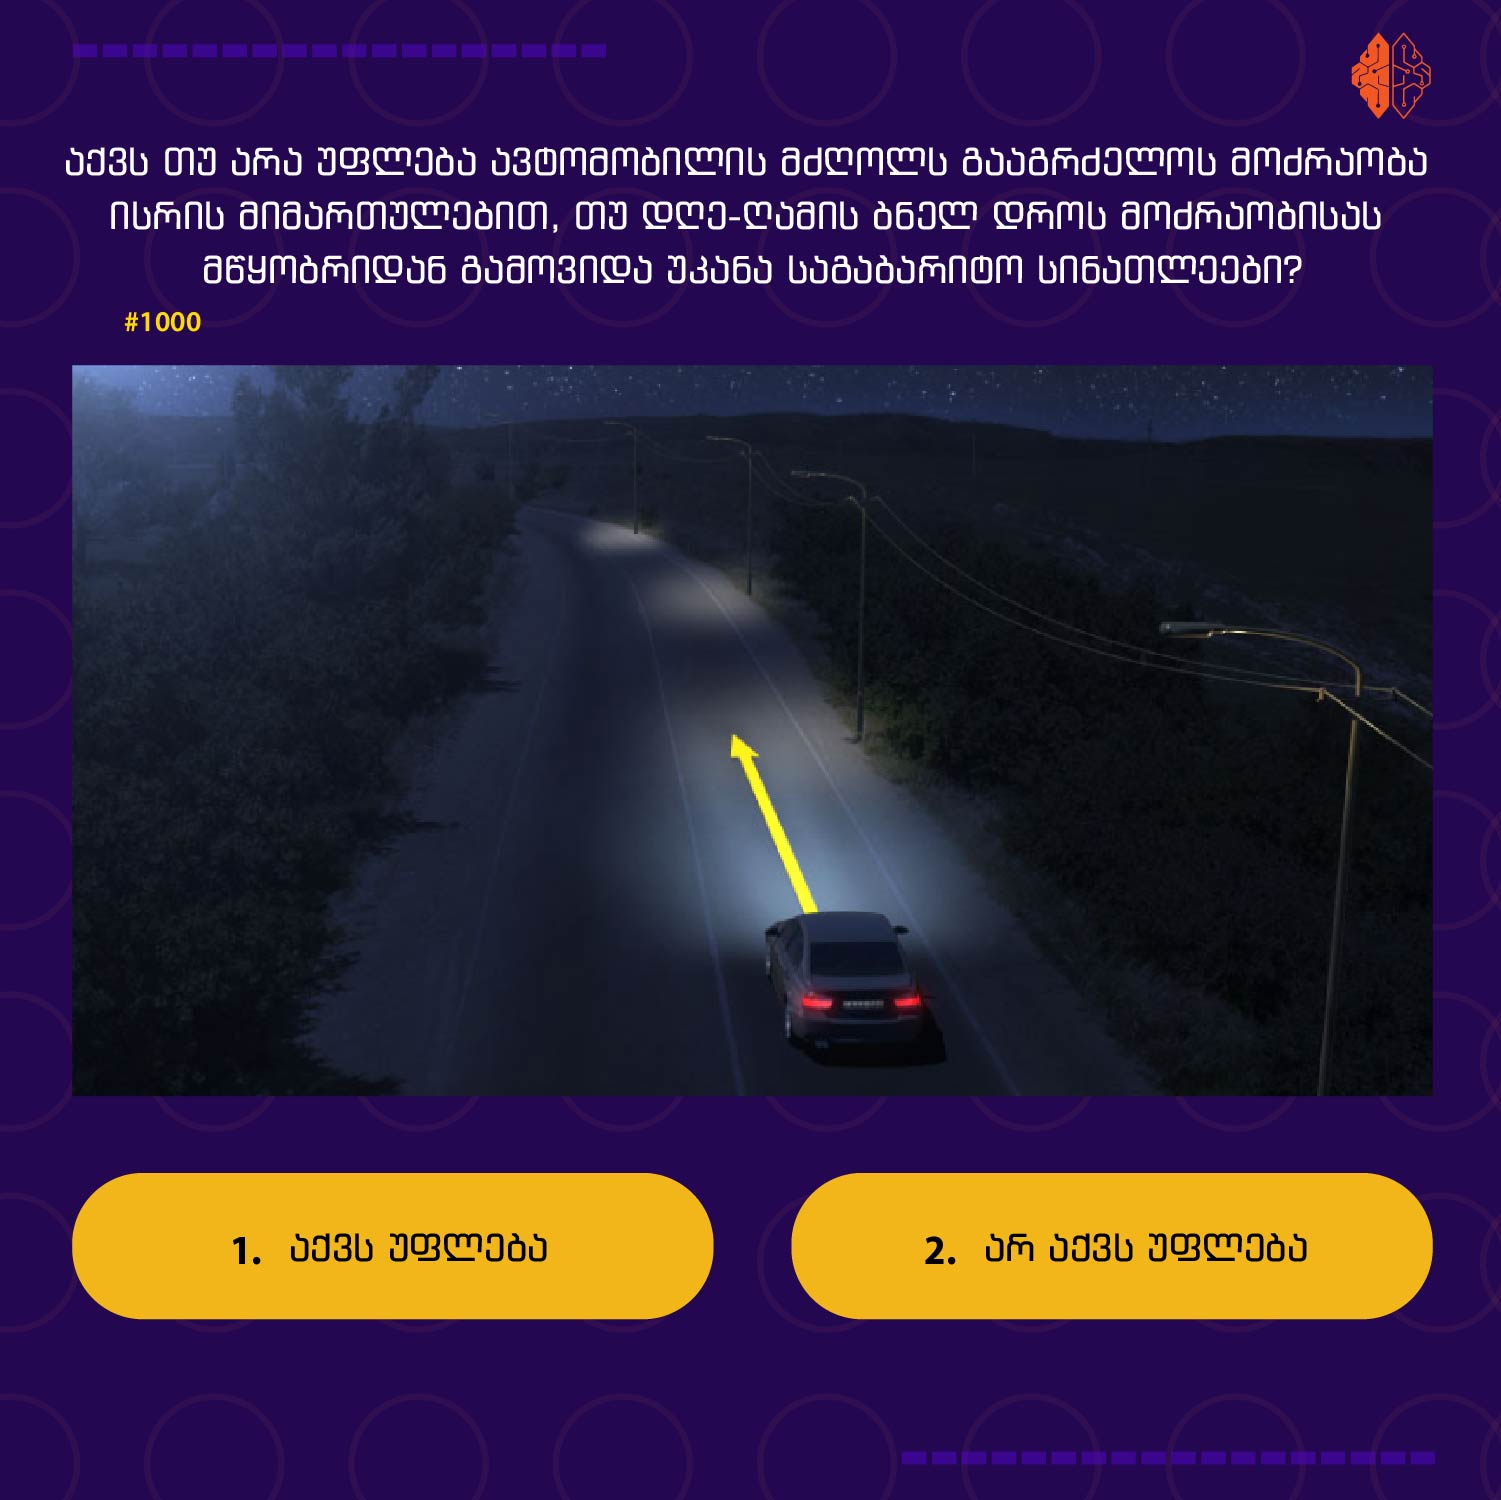 აქვს თუ არა უფლება ავტომობილის მძღოლს გააგრძელოს მოძრაობა
ისრის მიმართულებით, თუ დღე-ღამის ბნელ დროს მოძრაობისას
მწყობრიდან გამოვიდა უკანა საგაბარიტო სინათლეები?
#1000
1. აქვს უფლება
2. არ აქვს უფლება